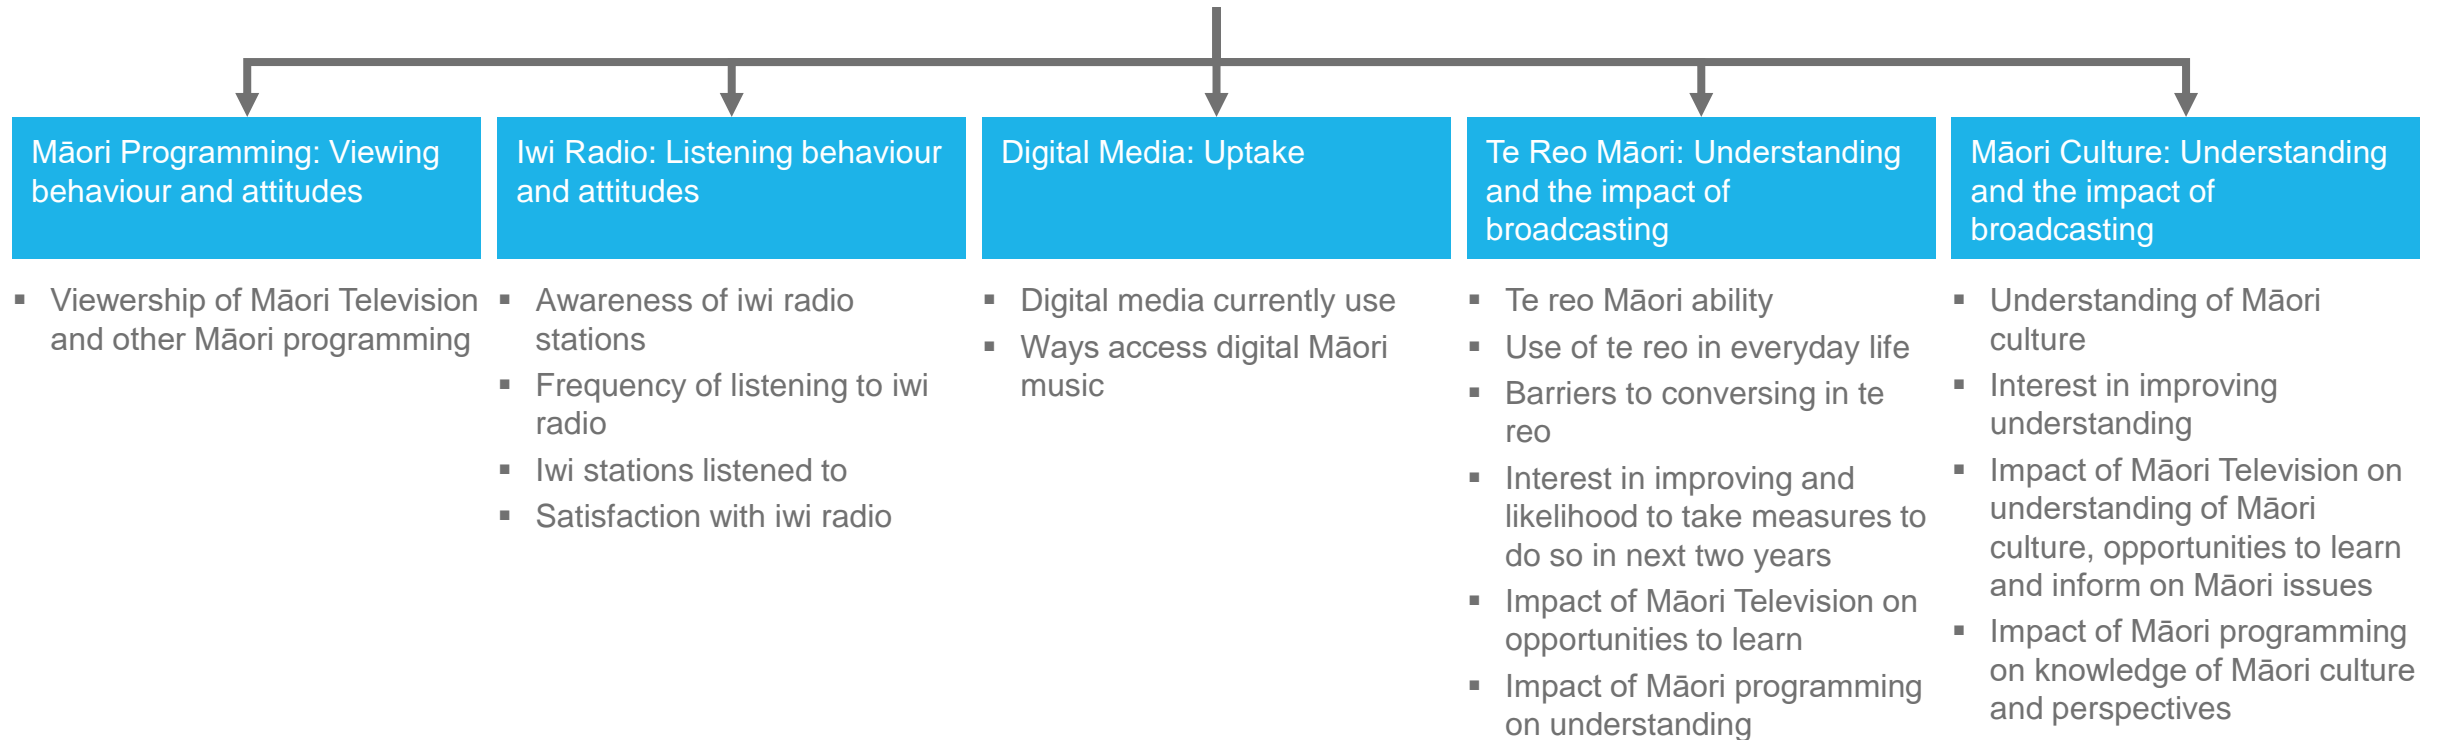 Māori Programming: Viewing
behaviour and attitudes
▪ Viewership of Māori Television
and other Māori programming
Iwi Radio: Listening behaviour
and attitudes
▪ Awareness of iwi radio
stations
▪ Frequency of listening to iwi
radio
▪ Iwi stations listened to
▪ Satisfaction with iwi radio
Digital Media: Uptake
▪ Digital media currently use
▪ Ways access digital Māori
music
Te Reo Māori: Understanding
and the impact of
broadcasting
▪ Te reo Māori ability
▪ Use of te reo in everyday life
▪ Barriers to conversing in te
reo
▪ Interest in improving and
likelihood to take measures to
do so in next two years
▪ Impact of Māori Television on
opportunities to learn
▪ Impact of Māori programming
on understanding
Māori Culture: Understanding
and the impact of
broadcasting
▪ Understanding of Māori
culture
▪ Interest in improving
understanding
▪ Impact of Māori Television on
understanding of Māori
culture, opportunities to learn
and inform on Māori issues
▪ Impact of Māori programming
on knowledge of Māori culture
and perspectives